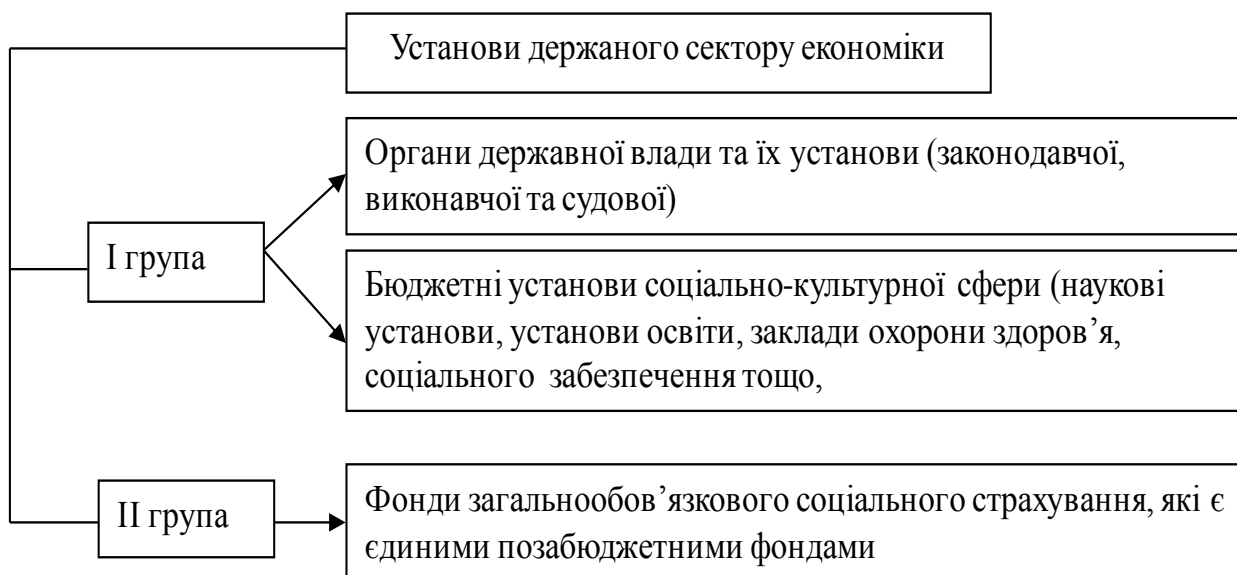 Установи держаного сектору економіки
Органи державної влади та їх установи (законодавчої,
виконавчої та судової)
І група
Бюджетні установи соціально-культурної сфери (наукові
установи, установи освіти, заклади охорони здоров’я,
соціального забезпечення тощо,
ІІ група
Фонди загальнообов’язкового соціального страхування, які є
єдиними позабюджетними фондами